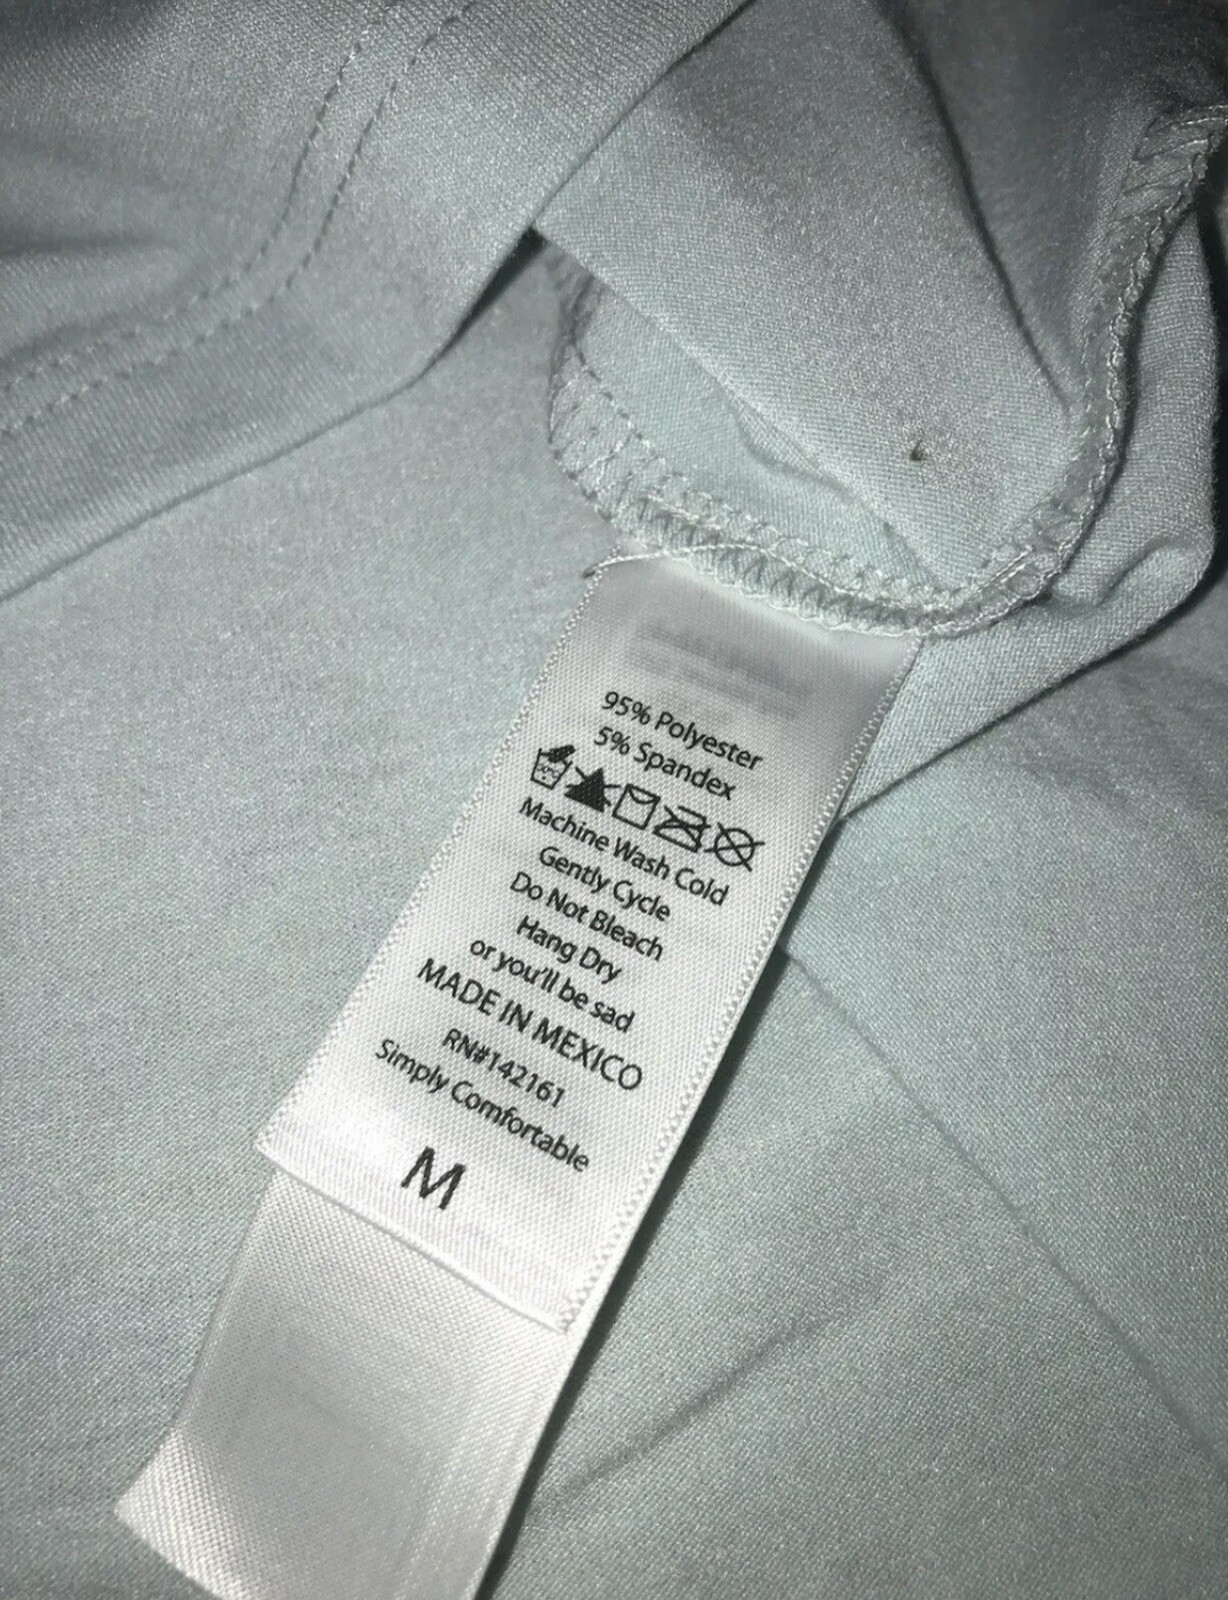 95% Polyester
5% Spandex
30°C
Machine Wash Cold
Gently Cycle
Do Not Bleach
Hang Dry
or you'll be sad
MADE IN MEXICO
RN#142161
Simply Comfortable
M